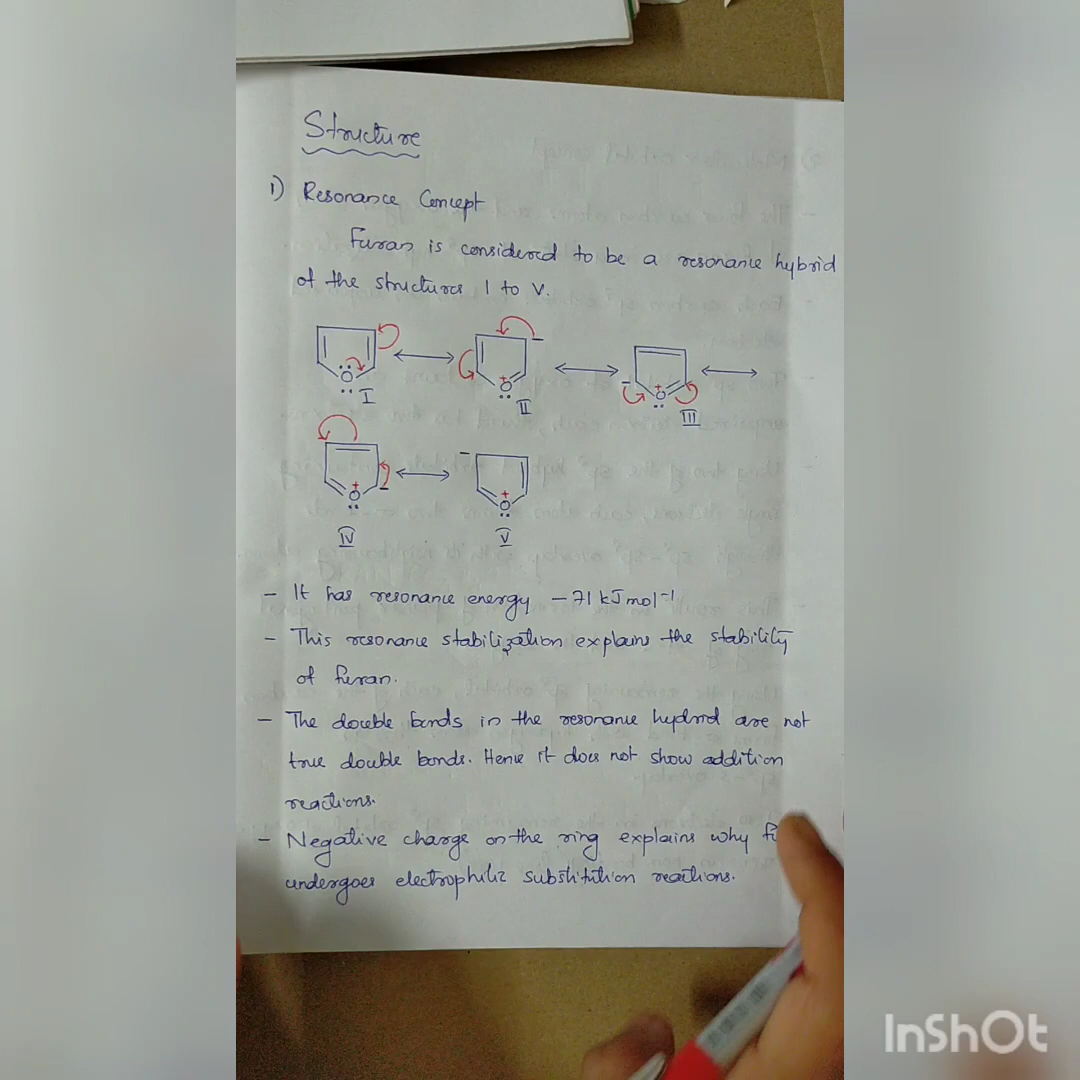 Structure
1) Resonance Concept
Furan is considered to be a resonance hybrid
of the structures I to V.
I
II
III
IV
V
- It has resonance energy - 71 kJ mol⁻¹
- This resonance stabilization explains the stability
of furan.
- The double bonds in the resonance hybrid are not
true double bonds. Hence it does not show addition
reactions.
- Negative charge on the ring explains why
undergoes electrophilic substitution reactions.
InShOt